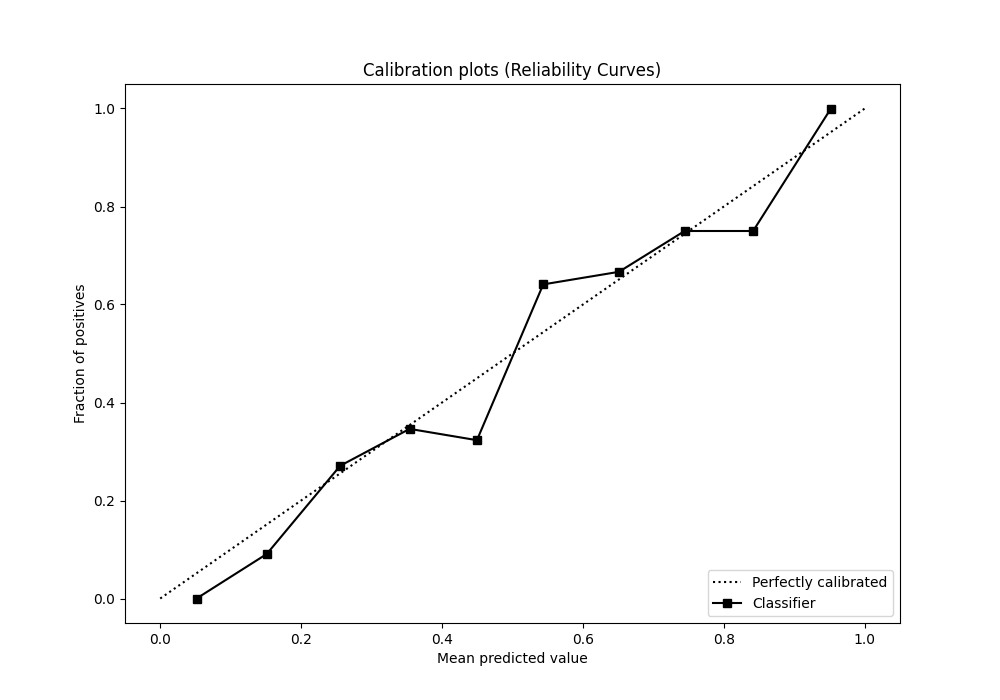 Calibration plots (Reliability Curves)
1.0
0.8
0.6
0.4
0.2
0.0
Fraction of positives
0.0 0.2 0.4 0.6 0.8 1.0
Mean predicted value
Perfectly calibrated
Classifier